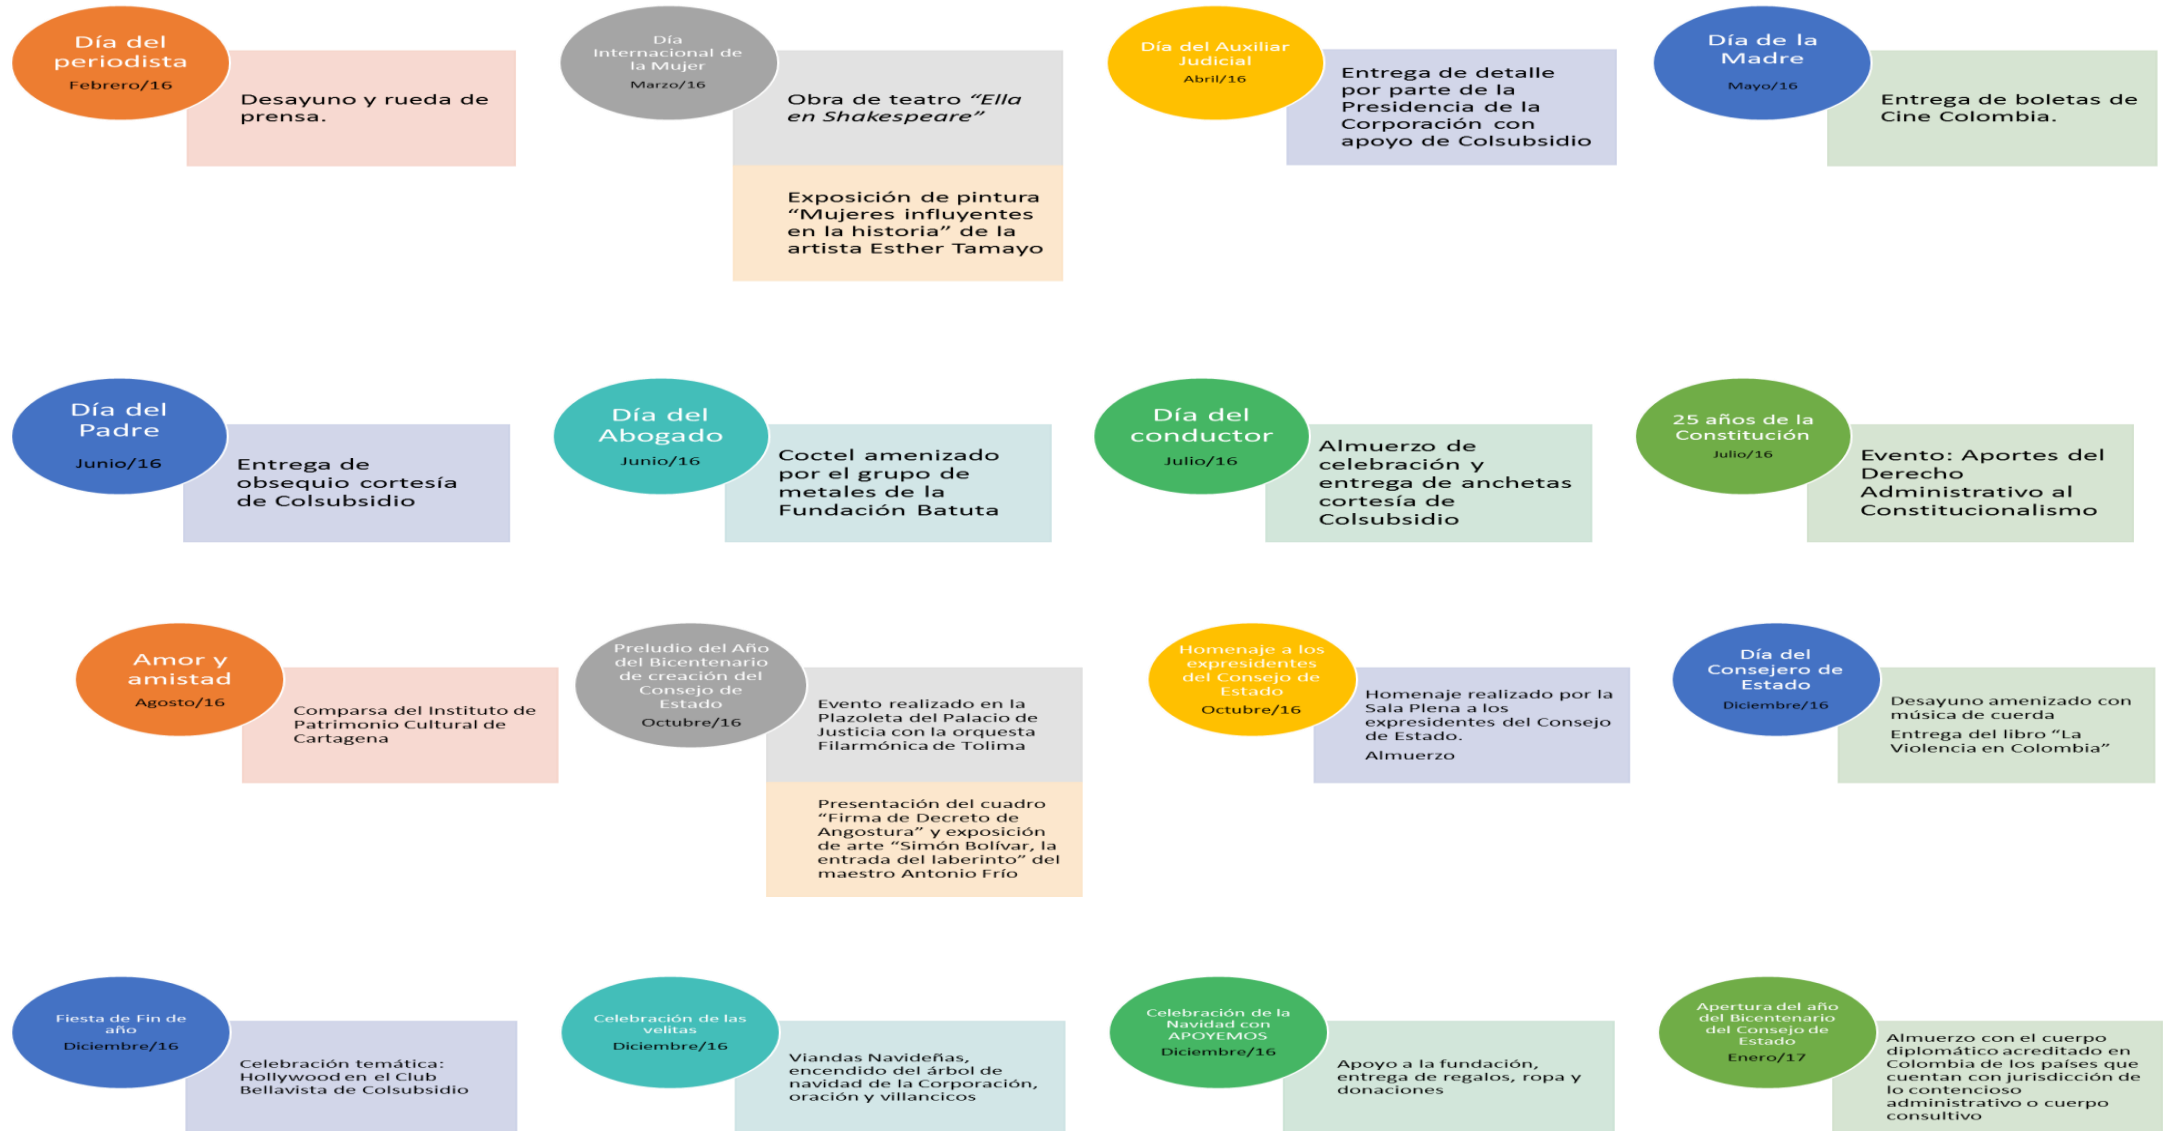 Día del
periodista
Febrero/16
Desayuno y rueda de
prensa.
Día
Internacional de
la Mujer
Marzo/16
Obra de teatro “Ella
en Shakespeare”
Exposición de pintura
“Mujeres influyentes
en la historia” de la
artista Esther Tamayo
Día del Auxiliar
Judicial
Abril/16
Entrega de detalle
por parte de la
Presidencia de la
Corporación con
apoyo de Colsubsidio
Día de la
Madre
Mayo/16
Entrega de boletas de
Cine Colombia.
Día del
Padre
Junio/16
Entrega de
obsequio cortesía
de Colsubsidio
Día del
Abogado
Junio/16
Coctel amenizado
por el grupo de
metales de la
Fundación Batuta
Día del
conductor
Julio/16
Almuerzo de
celebración y
entrega de anchetas
cortesía de
Colsubsidio
25 años de la
Constitución
Julio/16
Evento: Aportes del
Derecho
Administrativo al
Constitucionalismo
Amor y
amistad
Agosto/16
Comparsa del Instituto de
Patrimonio Cultural de
Cartagena
Preludio del Año
del Bicentenario
de creación del
Consejo de
Estado
Octubre/16
Evento realizado en la
Plazoleta del Palacio de
Justicia con la orquesta
Filarmónica de Tolima
Presentación del cuadro
“Firma de Decreto de
Angostura” y exposición
de arte “Simón Bolívar, la
entrada del laberinto” del
maestro Antonio Frío
Homenaje a los
expresidentes
del Consejo de
Estado
Octubre/16
Homenaje realizado por la
Sala Plena a los
expresidentes del Consejo
de Estado.
Almuerzo
Día del
Consejero de
Estado
Diciembre/16
Desayuno amenizado con
música de cuerda
Entrega del libro “La
Violencia en Colombia”
Fiesta de Fin de
año
Diciembre/16
Celebración temática:
Hollywood en el Club
Bellavista de Colsubsidio
Celebración de las
velitas
Diciembre/16
Viandas Navideñas,
encendido del árbol de
navidad de la Corporación,
oración y villancicos
Celebración de la
Navidad con
APOYEMOS
Diciembre/16
Apoyo a la fundación,
entrega de regalos, ropa y
donaciones
Apertura del año
del Bicentenario
del Consejo de
Estado
Enero/17
Almuerzo con el cuerpo
diplomático acreditado en
Colombia de los países que
cuentan con jurisdicción de
lo contencioso
administrativo o cuerpo
consultivo